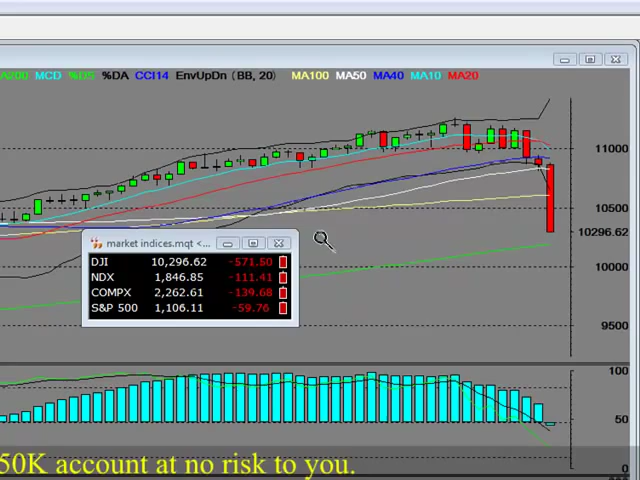 A200 MCD %DS %DA CCI14 EnvUpDn (BB, 20) MA100 MA50 MA40 MA10 MA20
11000
10500
10296.62
10000
9500
market indices.mqt <...
DJI 10,296.62 -571.50
NDX 1,846.85 -111.41
COMPX 2,262.61 -139.68
S&P 500 1,106.11 -59.76
100
50
0
50K account at no risk to you.